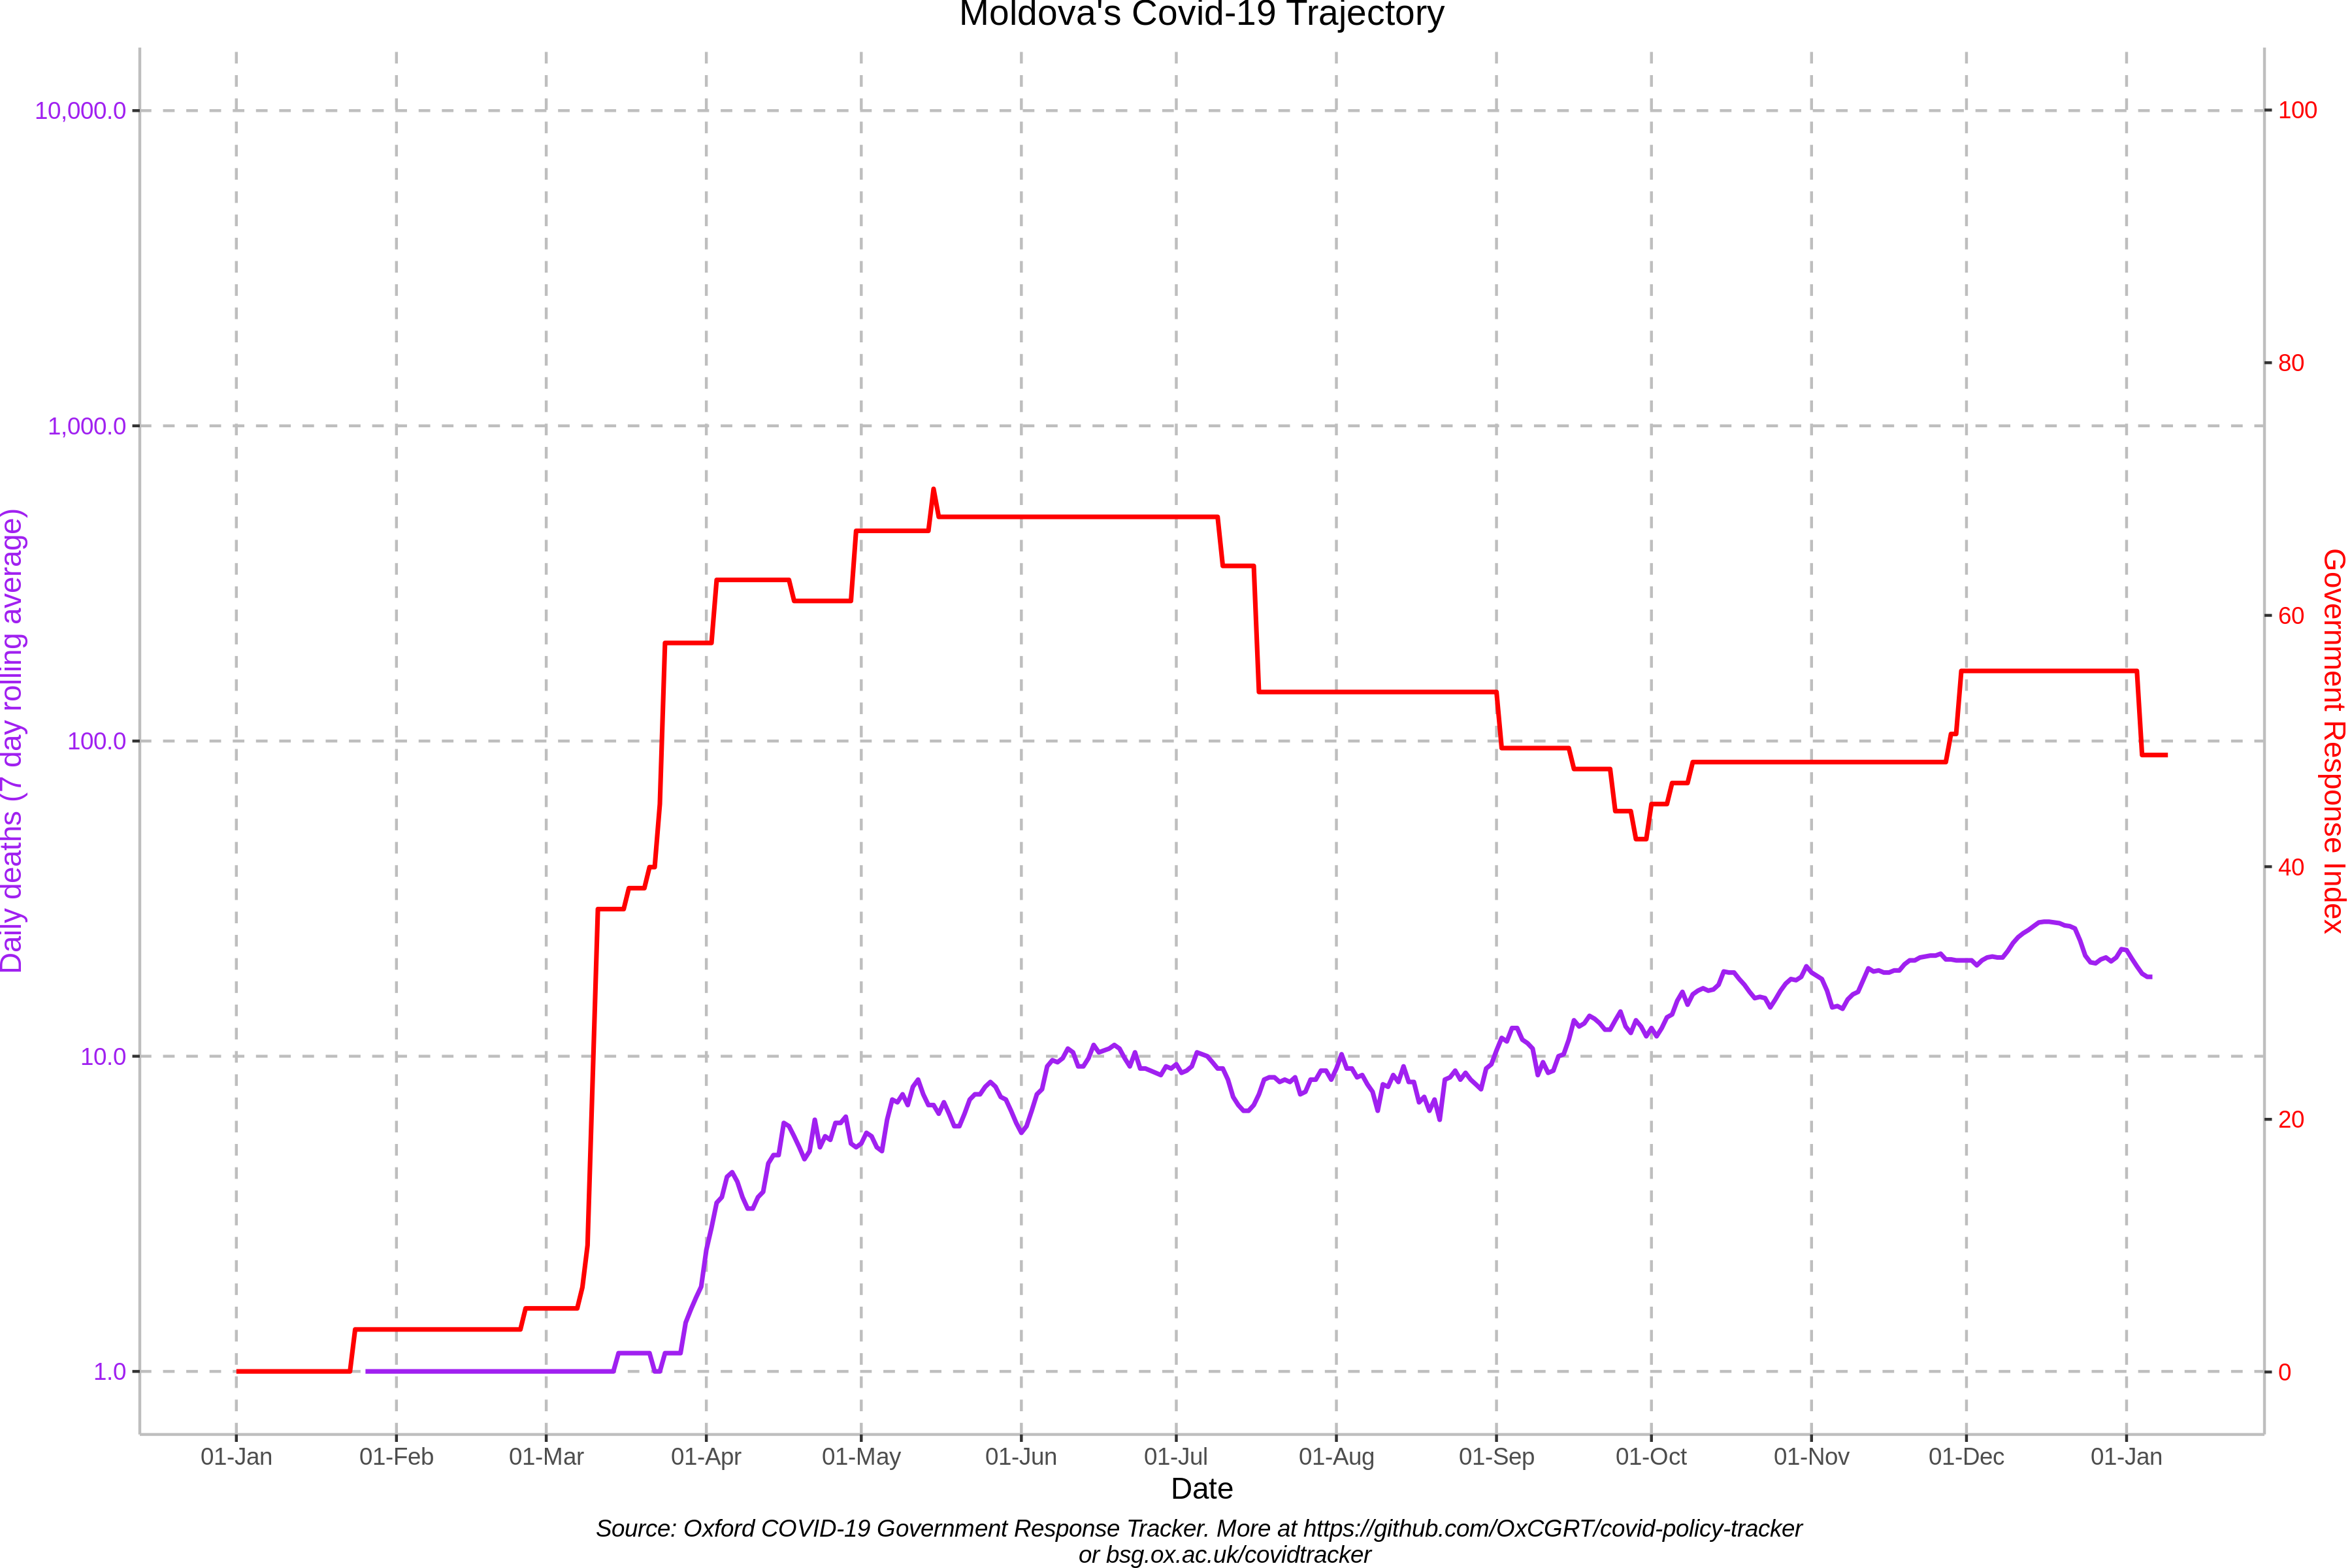 Moldova's Covid-19 Trajectory
10,000.0
1,000.0
100.0
10.0
1.0
Daily deaths (7 day rolling average)
100
80
60
40
20
0
Government Response Index
01-Jan 01-Feb 01-Mar 01-Apr 01-May 01-Jun 01-Jul 01-Aug 01-Sep 01-Oct 01-Nov 01-Dec 01-Jan
Date
Source: Oxford COVID-19 Government Response Tracker. More at https://github.com/OxCGRT/covid-policy-tracker
or bsg.ox.ac.uk/covidtracker